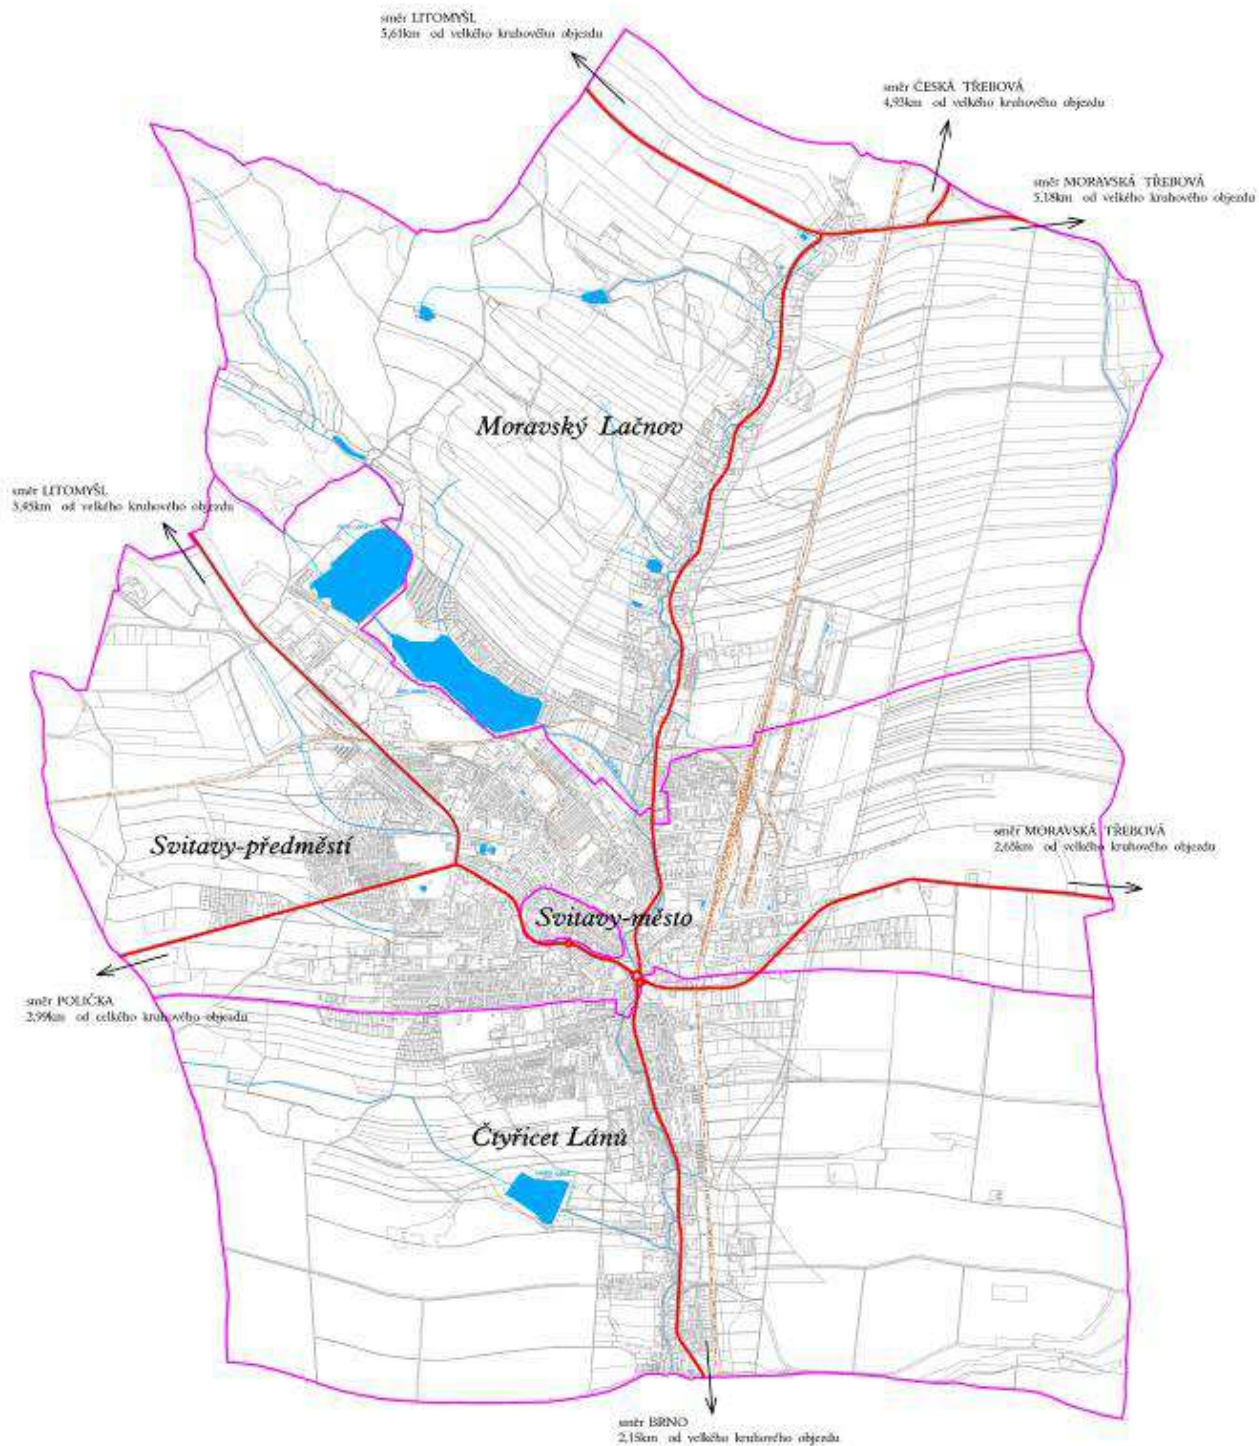 směr LITOMYŠL
5,61km od velkého kruhového objezdu
směr ČESKÁ TŘEBOVÁ
4,93km od velkého kruhového objezdu
směr MORAVSKÁ TŘEBOVÁ
5,18km od velkého kruhového objezdu
Moravský Lačnov
směr LITOMYŠL
3,45km od velkého kruhového objezdu
směr MORAVSKÁ TŘEBOVÁ
2,65km od velkého kruhového objezdu
Svitavy-předměstí
Svitavy-město
směr POLIČKA
2,99km od celkého kruhového objezdu
Čtyřicet Lánů
směr BRNO
2,15km od velkého kruhového objezdu